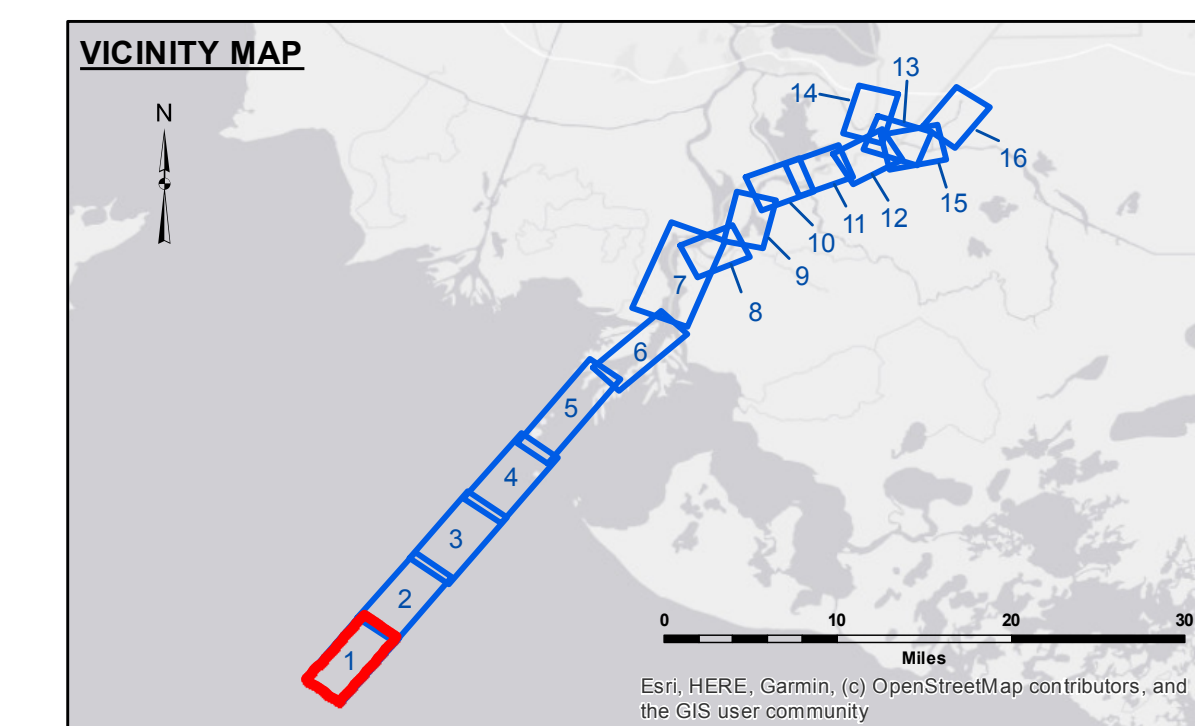 VICINITY MAP
N
13
14
16
15
12
11
10
9
7
8
6
5
4
3
2
1
0 10 20 30
Miles
Esri, HERE, Garmin, (c) OpenStreetMap contributors, and
the GIS user community